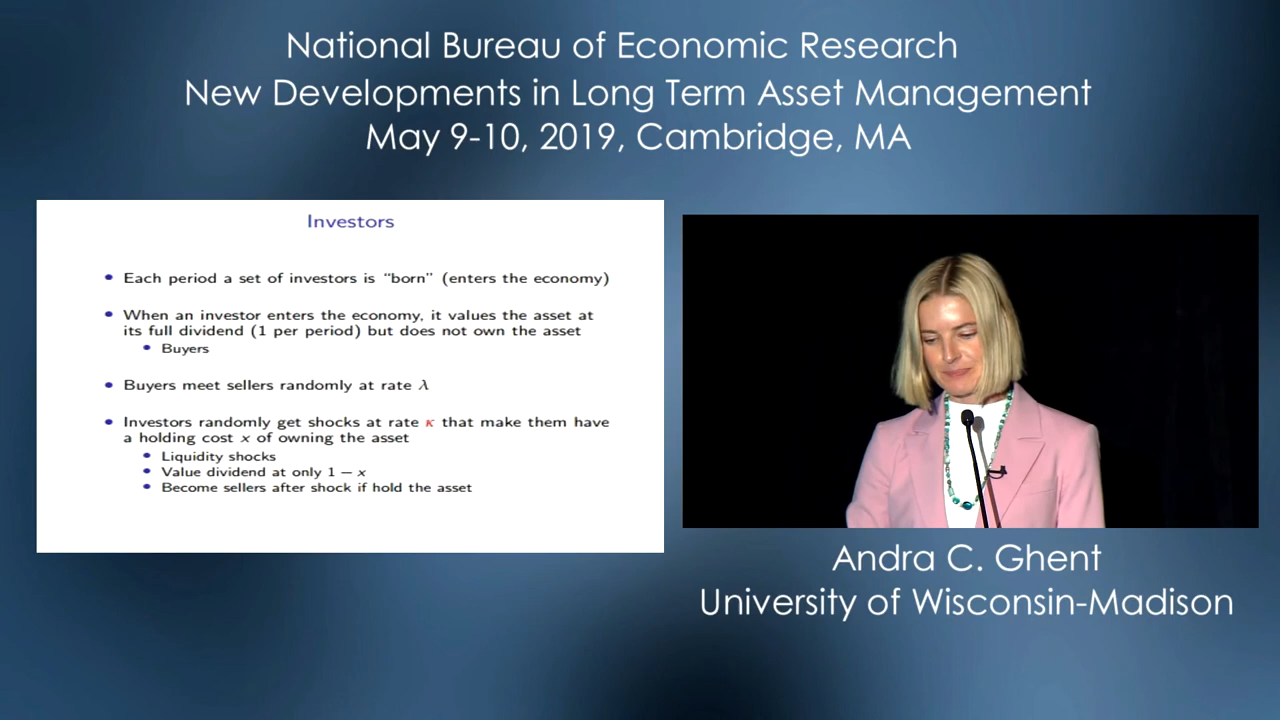 National Bureau of Economic Research
New Developments in Long Term Asset Management
May 9-10, 2019, Cambridge, MA
Investors
• Each period a set of investors is “born” (enters the economy)
• When an investor enters the economy, it values the asset at
its full dividend (1 per period) but does not own the asset
• Buyers
• Buyers meet sellers randomly at rate λ
• Investors randomly get shocks at rate κ that make them have
a holding cost x of owning the asset
• Liquidity shocks
• Value dividend at only 1 − x
• Become sellers after shock if hold the asset
Andra C. Ghent
University of Wisconsin-Madison